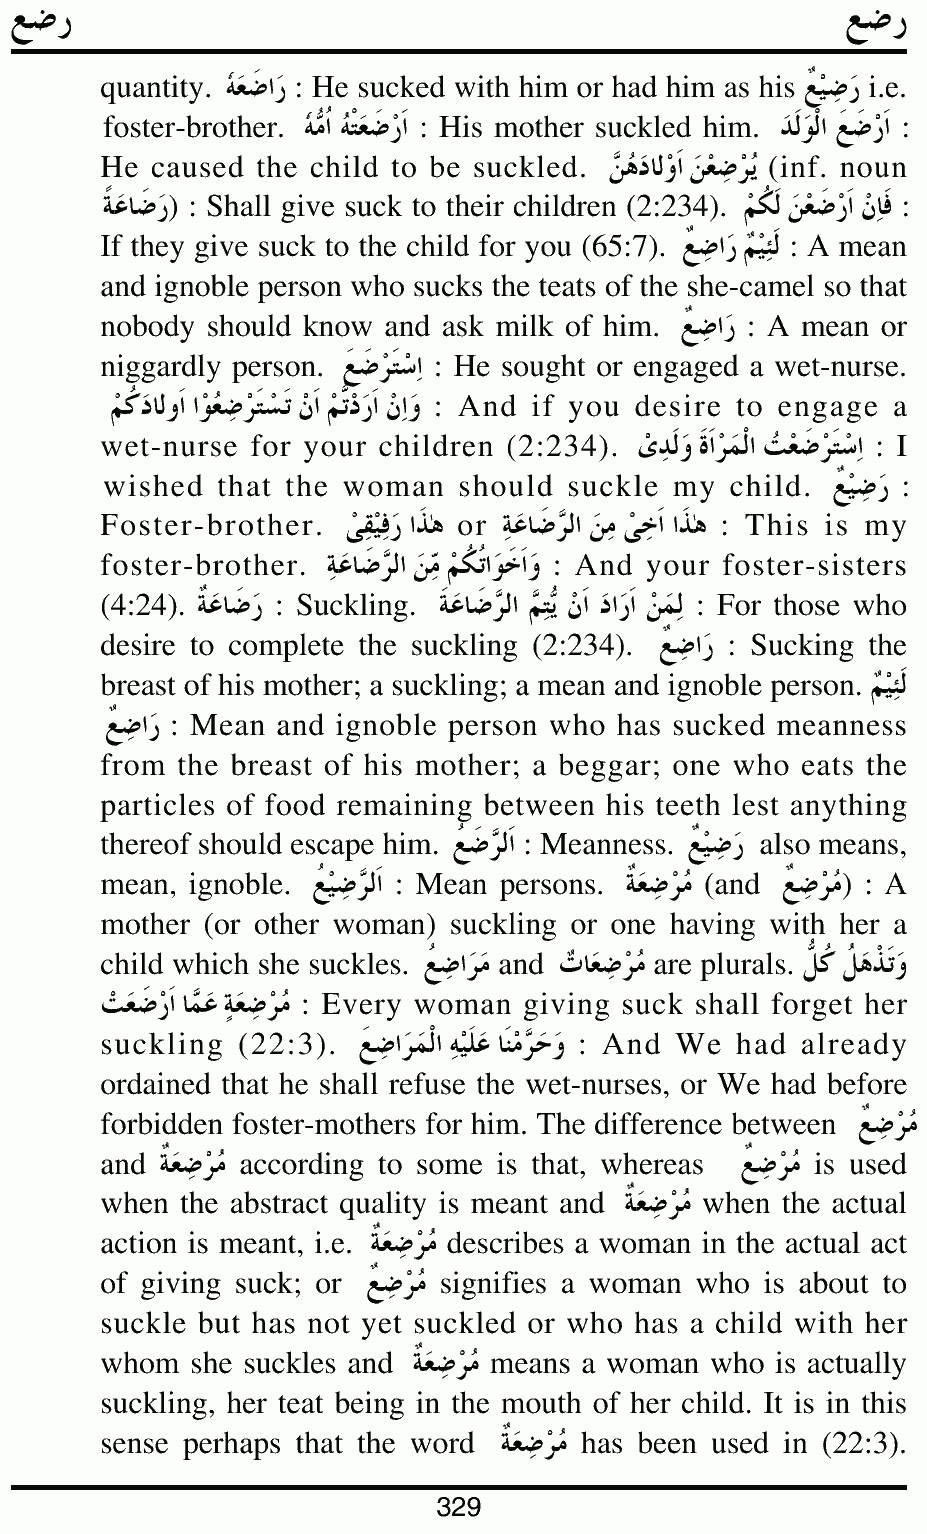 رضع رضع
quantity. رَاضَعَهٗ : He sucked with him or had him as his رَضِيْعٌ i.e.
foster-brother. اَرْضَعَتْهُ اُمُّهٗ : His mother suckled him. اَرْضَعَ الْوَلَدَ :
He caused the child to be suckled. يُرْضِعْنَ اَوْلَادَهُنَّ (inf. noun
رَضَاعَةً) : Shall give suck to their children (2:234). فَاِنْ اَرْضَعْنَ لَكُمْ :
If they give suck to the child for you (65:7). لَئِيْمٌ رَاضِعٌ : A mean
and ignoble person who sucks the teats of the she-camel so that
nobody should know and ask milk of him. رَاضِعٌ : A mean or
niggardly person. اِسْتَرْضَعَ : He sought or engaged a wet-nurse.
وَاِنْ اَرَدْتُّمْ اَنْ تَسْتَرْضِعُوْا اَولَادَكُمْ : And if you desire to engage a
wet-nurse for your children (2:234). اِسْتَرْضَعْتُ الْمَرْاَةَ وَلَدِىْ : I
wished that the woman should suckle my child. رَضِيْعٌ :
Foster-brother. هٰذَا اَخِىْ مِنَ الرَّضَاعَةِ or هٰذَا رَفِيْقِىْ : This is my
foster-brother. وَاَخَوَاتُكُمْ مِّنَ الرَّضَاعَةِ : And your foster-sisters
(4:24). رَضَاعَةٌ : Suckling. لِمَنْ اَرَادَ اَنْ يُّتِمَّ الرَّضَاعَةَ : For those who
desire to complete the suckling (2:234). رَاضِعٌ : Sucking the
breast of his mother; a suckling; a mean and ignoble person. لَئِيْمٌ
رَاضِعٌ : Mean and ignoble person who has sucked meanness
from the breast of his mother; a beggar; one who eats the
particles of food remaining between his teeth lest anything
thereof should escape him. اَلرَّضَعُ : Meanness. رَضِيْعٌ also means,
mean, ignoble. اَلرَّضِيْعُ : Mean persons. مُرْضِعَةٌ (and مُرْضِعٌ) : A
mother (or other woman) suckling or one having with her a
child which she suckles. مَرَاضِعُ and مُرْضِعَاتٌ are plurals. وَتَذْهَلُ كُلُّ
مُرْضِعَةٍ عَمَّا اَرْضَعَتْ : Every woman giving suck shall forget her
suckling (22:3). وَحَرَّمْنَا عَلَيْهِ الْمَرَاضِعَ : And We had already
ordained that he shall refuse the wet-nurses, or We had before
forbidden foster-mothers for him. The difference between مُرْضِعٌ
and مُرْضِعَةٌ according to some is that, whereas مُرْضِعٌ is used
when the abstract quality is meant and مُرْضِعَةٌ when the actual
action is meant, i.e. مُرْضِعَةٌ describes a woman in the actual act
of giving suck; or مُرْضِعٌ signifies a woman who is about to
suckle but has not yet suckled or who has a child with her
whom she suckles and مُرْضِعَةٌ means a woman who is actually
suckling, her teat being in the mouth of her child. It is in this
sense perhaps that the word مُرْضِعَةٌ has been used in (22:3).
329